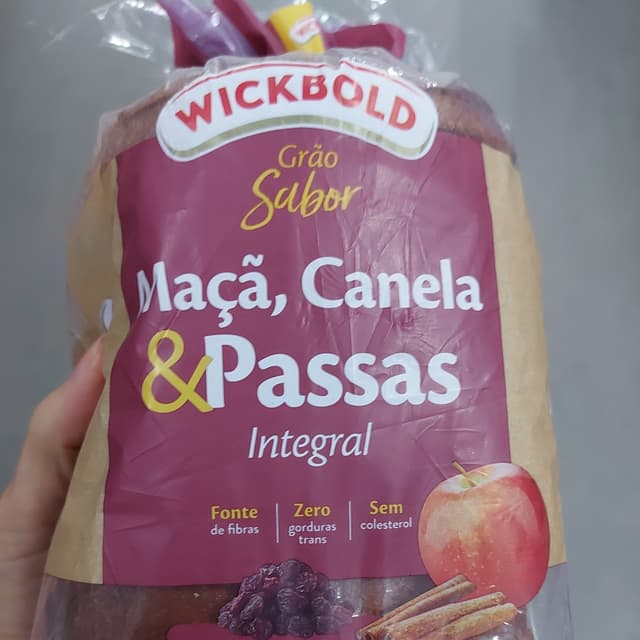 WICKBOLD
Grão
Sabor
Maçã, Canela
&Passas
Integral
Fonte
de fibras
Zero
gorduras
trans
Sem
colesterol